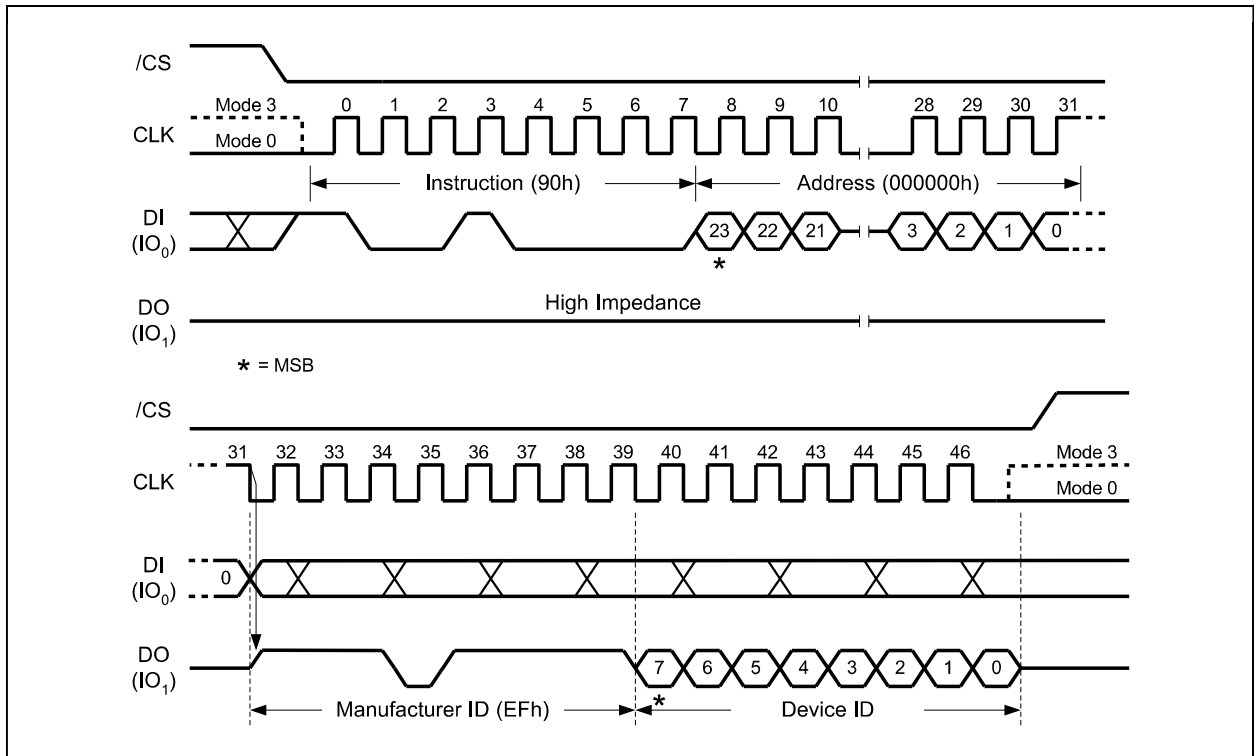 /CS
Mode 3 0 1 2 3 4 5 6 7 8 9 10 28 29 30 31
CLK
Mode 0
Instruction (90h) Address (000000h)
DI
(IO0) 23 22 21 3 2 1 0
*
High Impedance
DO
(IO1)
* = MSB
/CS
31 32 33 34 35 36 37 38 39 40 41 42 43 44 45 46 Mode 3
CLK
Mode 0
DI
(IO0) 0
DO
(IO1) 7 6 5 4 3 2 1 0
*
Manufacturer ID (EFh) Device ID